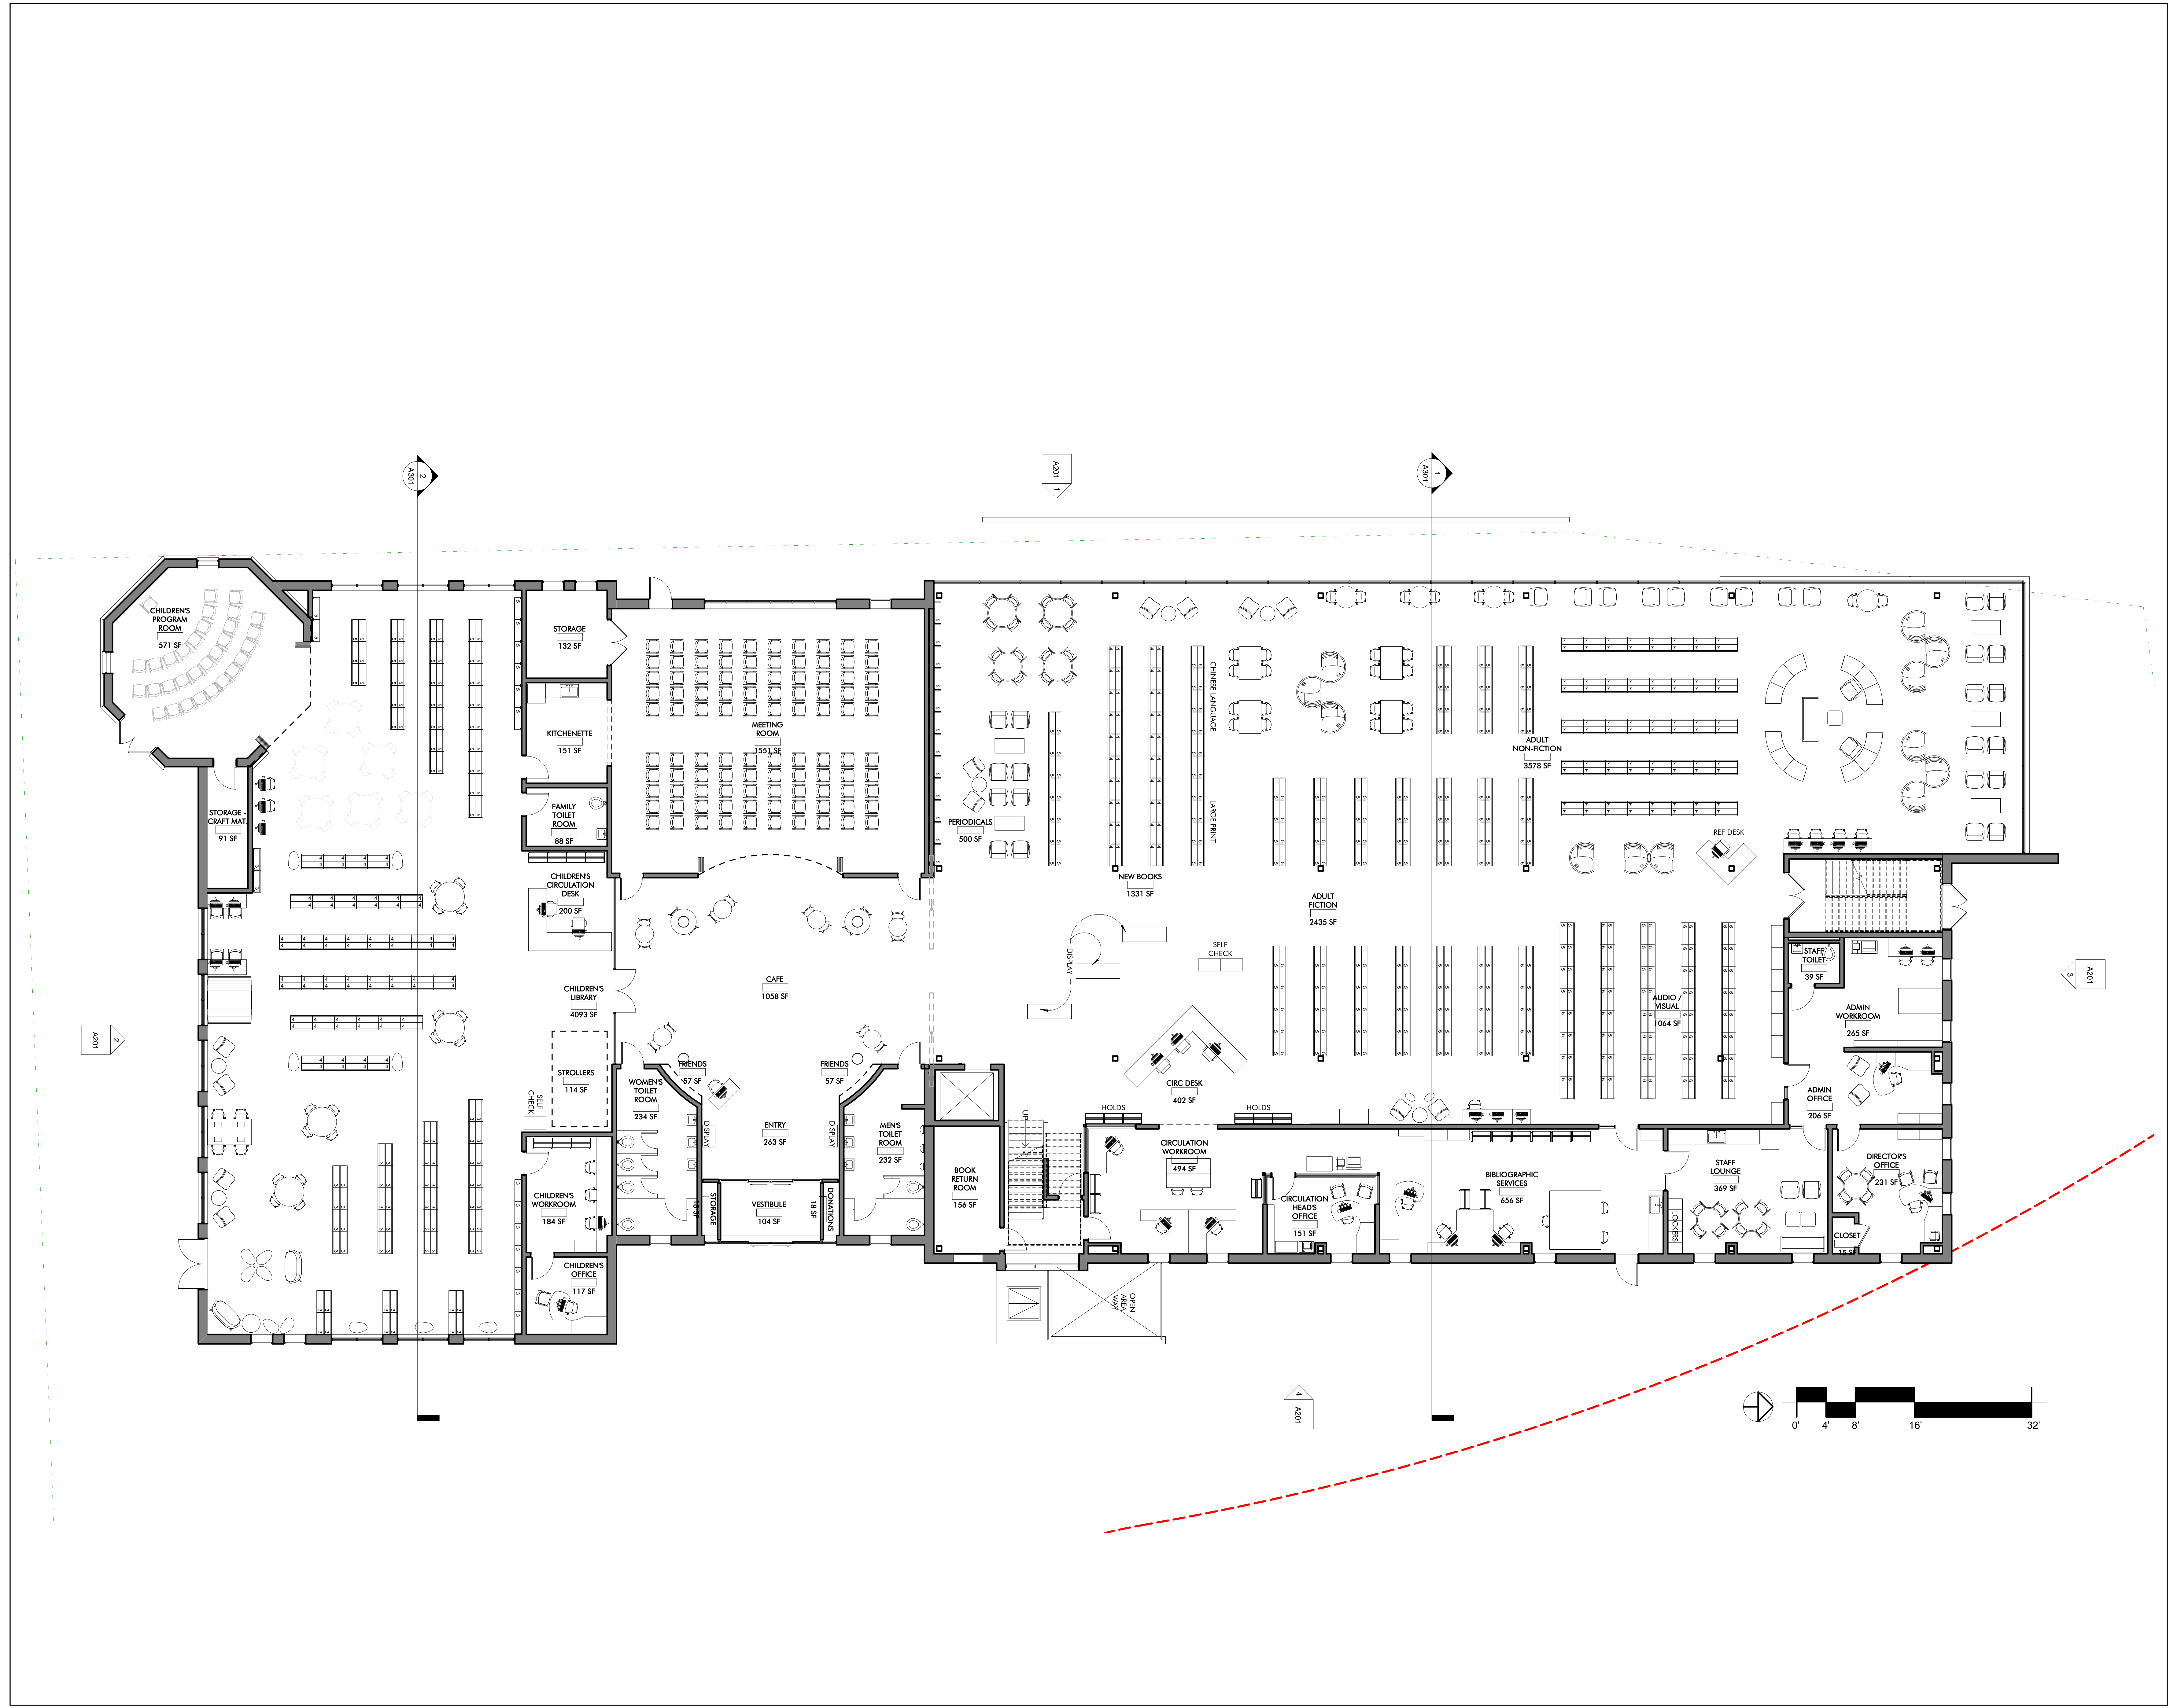 2
A301
A201
1
1
A301
CHILDREN'S
PROGRAM
ROOM
571 SF
STORAGE
132 SF
KITCHENETTE
151 SF
MEETING
ROOM
1551 SF
FAMILY
TOILET
ROOM
88 SF
STORAGE -
CRAFT MAT.
91 SF
PERIODICALS
500 SF
CHINESE LANGUAGE
LARGE PRINT
ADULT
NON-FICTION
3578 SF
REF DESK
CHILDREN'S
CIRCULATION
DESK
200 SF
NEW BOOKS
1331 SF
ADULT
FICTION
2435 SF
SELF
CHECK
DISPLAY
CAFE
1058 SF
CHILDREN'S
LIBRARY
4093 SF
AUDIO /
VISUAL
1064 SF
STAFF
TOILET
39 SF
ADMIN
WORKROOM
265 SF
A201
3
A201
2
STROLLERS
114 SF
SELF
CHECK
WOMEN'S
TOILET
ROOM
234 SF
FRIENDS
57 SF
FRIENDS
57 SF
DISPLAY
ENTRY
263 SF
DISPLAY
MEN'S
TOILET
ROOM
232 SF
CIRC DESK
402 SF
HOLDS
HOLDS
UP
ADMIN
OFFICE
206 SF
BOOK
RETURN
ROOM
156 SF
CIRCULATION
WORKROOM
494 SF
CIRCULATION
HEAD'S
OFFICE
151 SF
BIBLIOGRAPHIC
SERVICES
656 SF
STAFF
LOUNGE
369 SF
LOCKERS
DIRECTOR'S
OFFICE
231 SF
CLOSET
15 SF
CHILDREN'S
WORKROOM
184 SF
STORAGE
18 SF
VESTIBULE
104 SF
DONATIONS
18 SF
CHILDREN'S
OFFICE
117 SF
OPEN
AREA
WAY
4
A201
0' 4' 8' 16' 32'